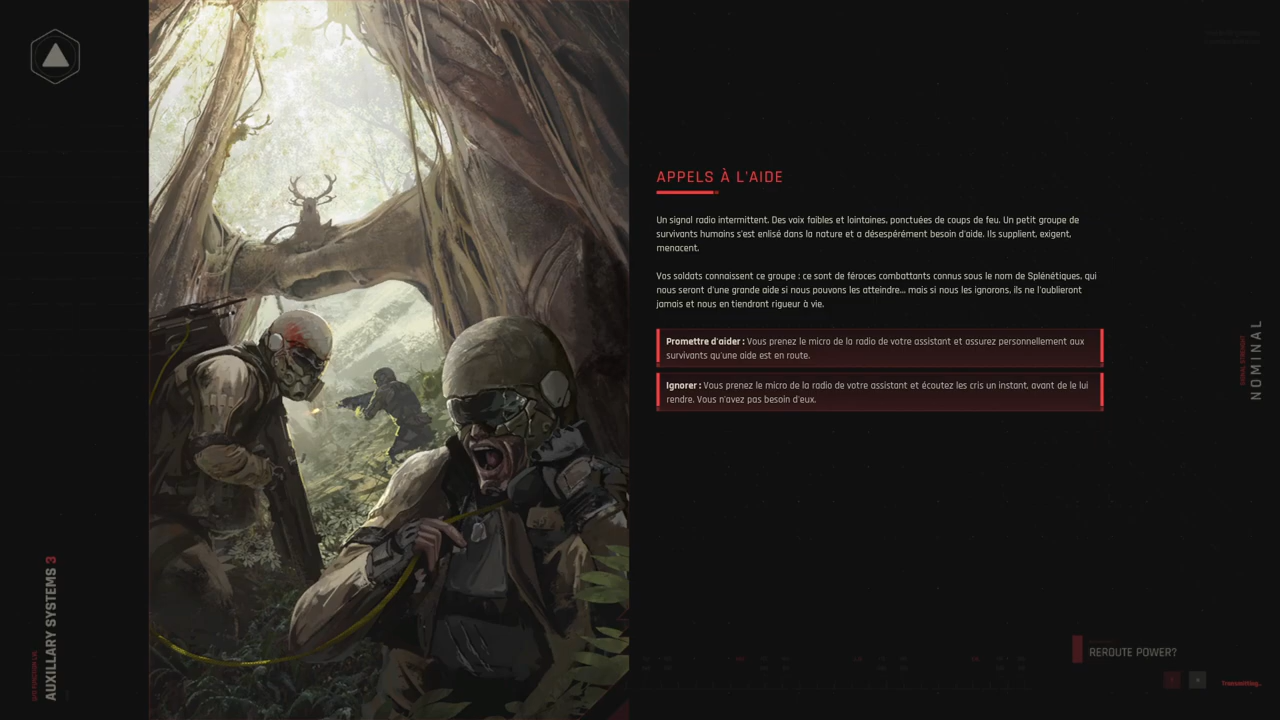 APPELS À L'AIDE
Un signal radio intermittent. Des voix faibles et lointaines, ponctuées de coups de feu. Un petit groupe de
survivants humains s'est enlisé dans la nature et a désespérément besoin d'aide. Ils supplient, exigent,
menacent.
Vos soldats connaissent ce groupe : ce sont de féroces combattants connus sous le nom de Splénétiques, qui
nous seront d'une grande aide si nous pouvons les atteindre... mais si nous les ignorons, ils ne l'oublieront
jamais et nous en tiendront rigueur à vie.
Promettre d'aider : Vous prenez le micro de la radio de votre assistant et assurez personnellement aux
survivants qu'une aide est en route.
Ignorer : Vous prenez le micro de la radio de votre assistant et écoutez les cris un instant, avant de le lui
rendre. Vous n'avez pas besoin d'eux.
NOMINAL
AUXILLARY SYSTEMS 3
REROUTE POWER?
Transmitting..